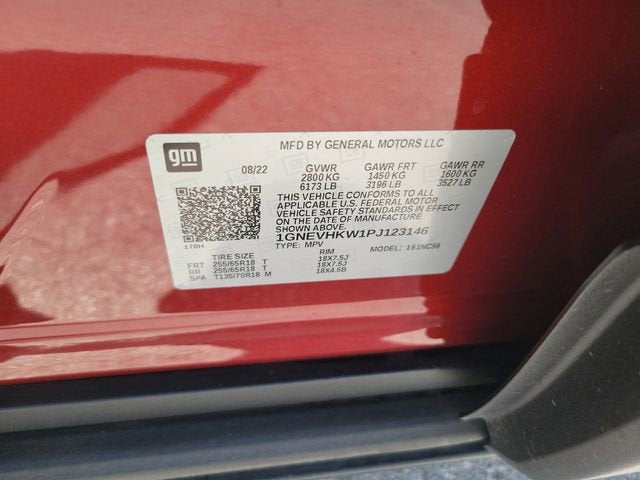 gm
MFD BY GENERAL MOTORS LLC
08/22 GVWR GAWR FRT GAWR RR
2800 KG 1450 KG 1600 KG
6173 LB 3196 LB 3527 LB
THIS VEHICLE CONFORMS TO ALL
APPLICABLE U.S. FEDERAL MOTOR
VEHICLE SAFETY STANDARDS IN EFFECT
ON THE DATE OF MANUFACTURE
SHOWN ABOVE.
170H 1GNEVHKW1PJ123146
TYPE: MPV MODEL: 161NC56
TIRE SIZE RIM
FRT 255/65R18 T 18X7.5J
RR 255/65R18 T 18X7.5J
SPA T135/70R18 M 18X4.5B